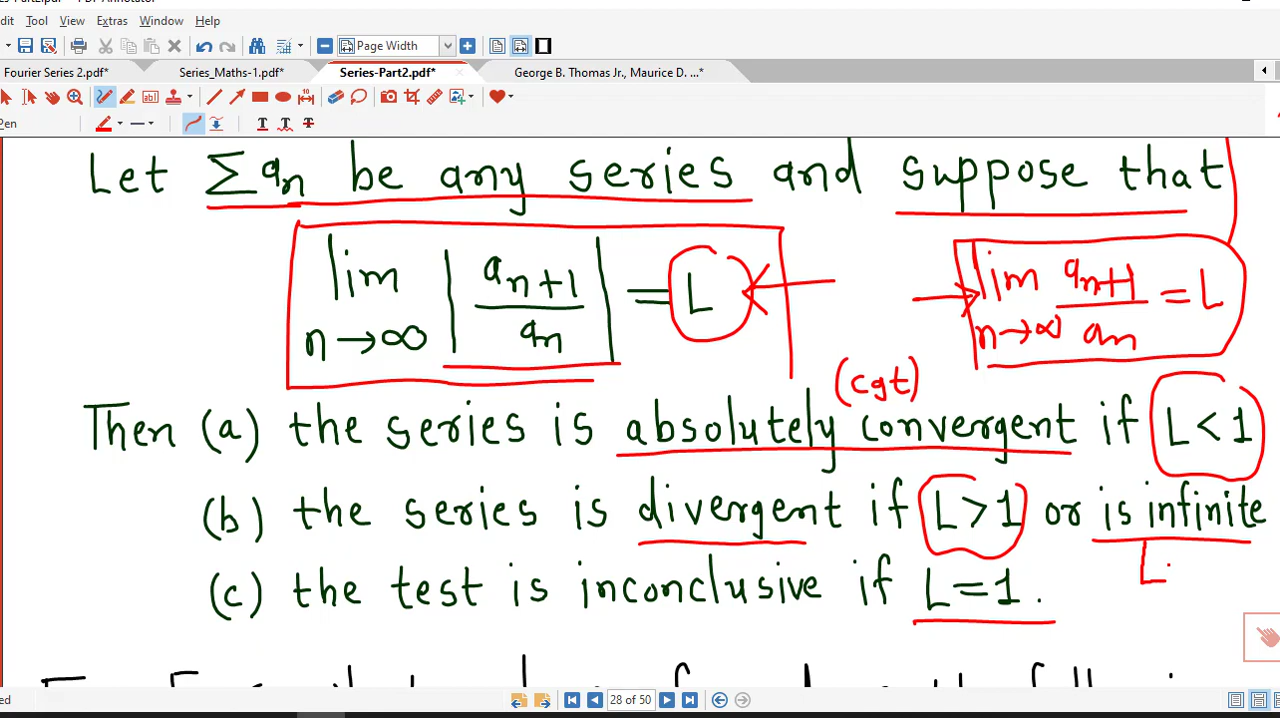 dit Tool View Extras Window Help
Page Width
Fourier Series 2.pdf* Series_Maths-1.pdf* Series-Part2.pdf* George B. Thomas Jr., Maurice D. ...*
Pen
Let Σ aₙ be any series and suppose that
lim n→∞ | aₙ₊₁ / aₙ | = L
lim n→∞ aₙ₊₁ / aₙ = L
(cgt)
Then (a) the series is absolutely convergent if L < 1
(b) the series is divergent if L > 1 or is infinite
L
(c) the test is inconclusive if L = 1.
28 of 50